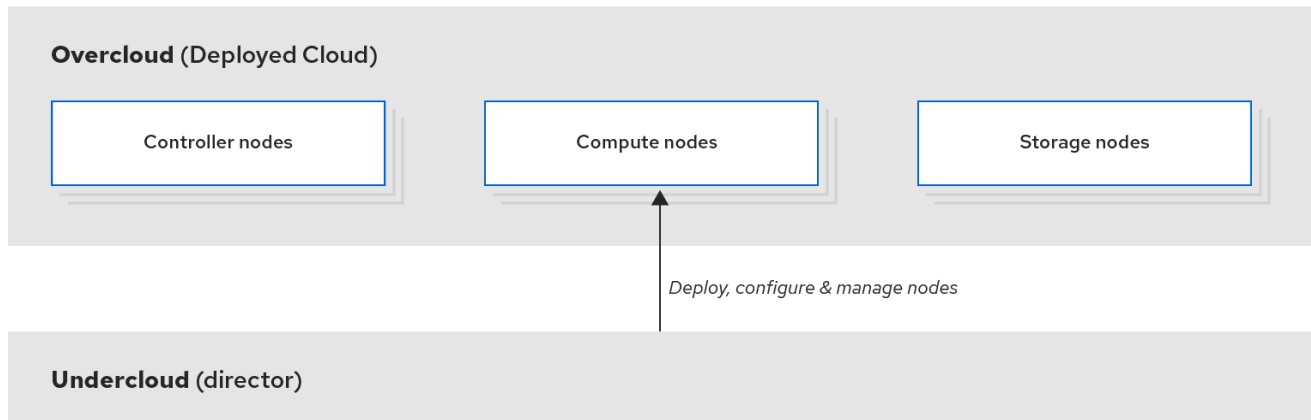 Overcloud (Deployed Cloud)
Controller nodes
Compute nodes
Storage nodes
Deploy, configure & manage nodes
Undercloud (director)